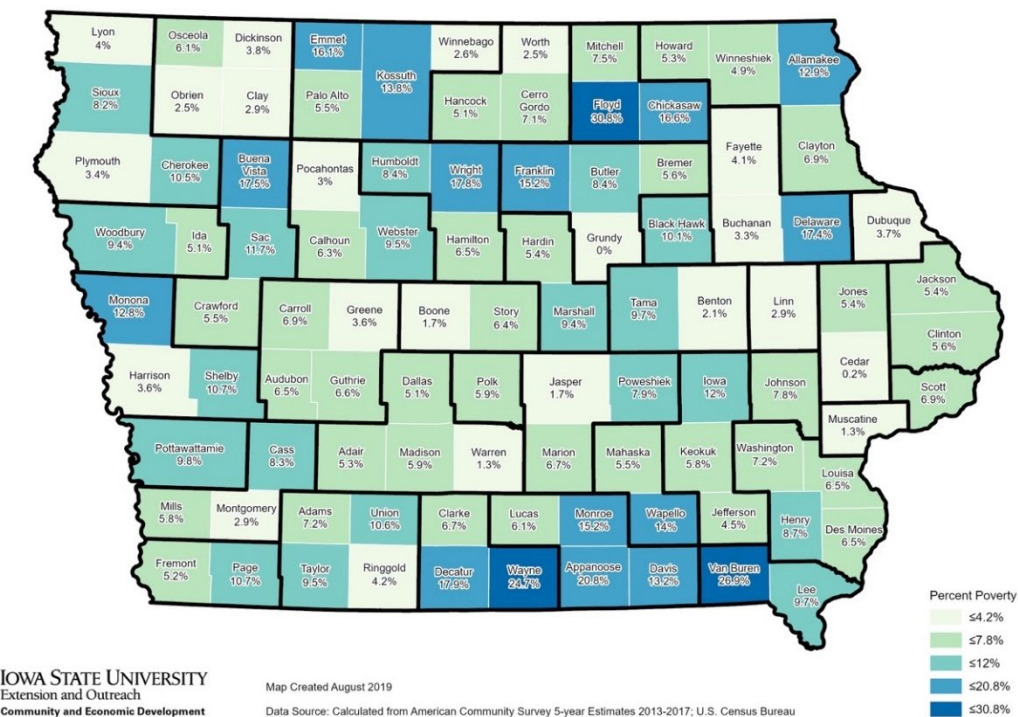 Lyon
4%
Osceola
6.1%
Dickinson
3.8%
Emmet
16.1%
Kossuth
13.8%
Winnebago
2.6%
Worth
2.5%
Mitchell
7.5%
Howard
5.3%
Winneshiek
4.9%
Allamakee
12.9%
Sioux
8.2%
Obrien
2.5%
Clay
2.9%
Palo Alto
5.5%
Hancock
5.1%
Cerro
Gordo
7.1%
Floyd
30.8%
Chickasaw
16.6%
Fayette
4.1%
Clayton
6.9%
Plymouth
3.4%
Cherokee
10.5%
Buena
Vista
17.5%
Pocahontas
3%
Humboldt
8.4%
Wright
17.8%
Franklin
15.2%
Butler
8.4%
Bremer
5.6%
Woodbury
9.4%
Ida
5.1%
Sac
11.7%
Calhoun
6.3%
Webster
9.5%
Hamilton
6.5%
Hardin
5.4%
Grundy
0%
Black Hawk
10.1%
Buchanan
3.3%
Delaware
17.4%
Dubuque
3.7%
Monona
12.8%
Crawford
5.5%
Carroll
6.9%
Greene
3.6%
Boone
1.7%
Story
6.4%
Marshall
9.4%
Tama
9.7%
Benton
2.1%
Linn
2.9%
Jones
5.4%
Jackson
5.4%
Clinton
5.6%
Harrison
3.6%
Shelby
10.7%
Audubon
6.5%
Guthrie
6.6%
Dallas
5.1%
Polk
5.9%
Jasper
1.7%
Poweshiek
7.9%
Iowa
12%
Johnson
7.8%
Cedar
0.2%
Scott
6.9%
Muscatine
1.3%
Pottawattamie
9.8%
Cass
8.3%
Adair
5.3%
Madison
5.9%
Warren
1.3%
Marion
6.7%
Mahaska
5.5%
Keokuk
5.8%
Washington
7.2%
Louisa
6.5%
Mills
5.8%
Montgomery
2.9%
Adams
7.2%
Union
10.6%
Clarke
6.7%
Lucas
6.1%
Monroe
15.2%
Wapello
14%
Jefferson
4.5%
Henry
8.7%
Des Moines
6.5%
Fremont
5.2%
Page
10.7%
Taylor
9.5%
Ringgold
4.2%
Decatur
17.9%
Wayne
24.7%
Appanoose
20.8%
Davis
13.2%
Van Buren
26.9%
Lee
9.7%
Percent Poverty
≤4.2%
≤7.8%
≤12%
≤20.8%
≤30.8%
IOWA STATE UNIVERSITY
Extension and Outreach
Community and Economic Development
Map Created August 2019
Data Source: Calculated from American Community Survey 5-year Estimates 2013-2017; U.S. Census Bureau